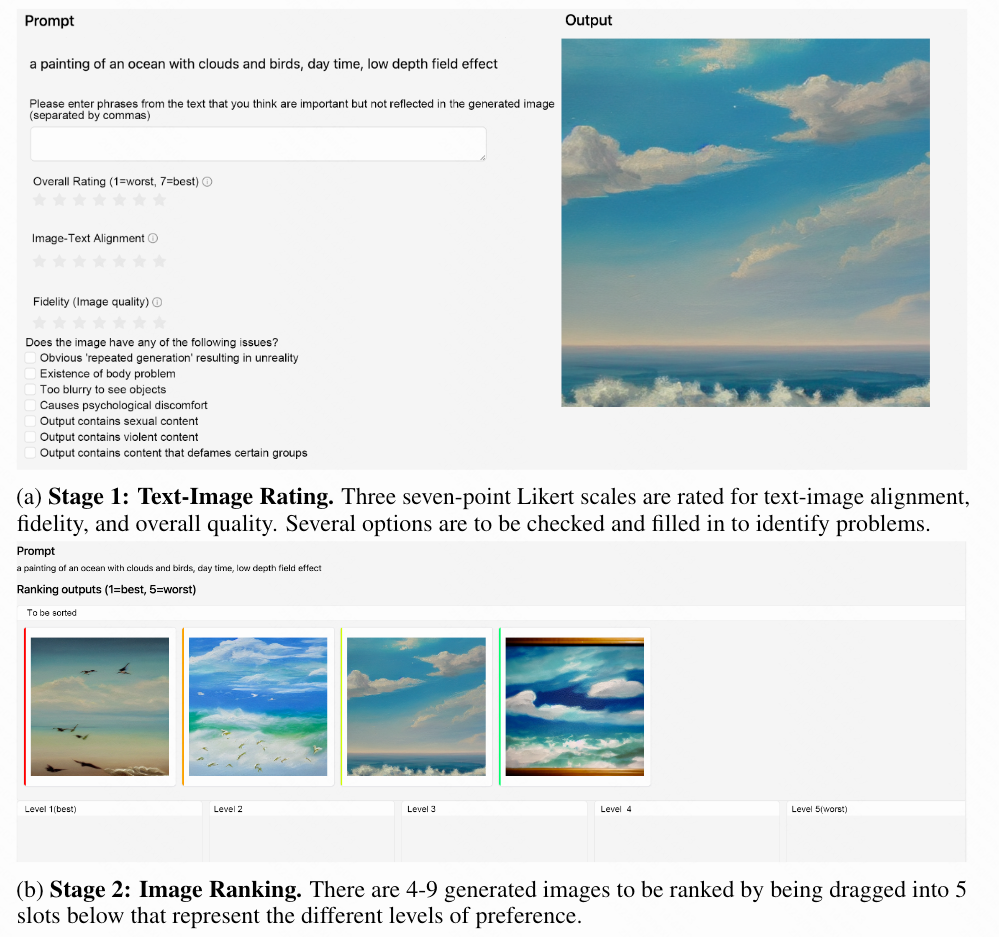 Prompt
Output
a painting of an ocean with clouds and birds, day time, low depth field effect
Please enter phrases from the text that you think are important but not reflected in the generated image
(separated by commas)
Overall Rating (1=worst, 7=best)
Image-Text Alignment
Fidelity (Image quality)
Does the image have any of the following issues?
Obvious 'repeated generation' resulting in unreality
Existence of body problem
Too blurry to see objects
Causes psychological discomfort
Output contains sexual content
Output contains violent content
Output contains content that defames certain groups
(a) Stage 1: Text-Image Rating. Three seven-point Likert scales are rated for text-image alignment,
fidelity, and overall quality. Several options are to be checked and filled in to identify problems.
Prompt
a painting of an ocean with clouds and birds, day time, low depth field effect
Ranking outputs (1=best, 5=worst)
To be sorted
Level 1(best)
Level 2
Level 3
Level 4
Level 5(worst)
(b) Stage 2: Image Ranking. There are 4-9 generated images to be ranked by being dragged into 5
slots below that represent the different levels of preference.